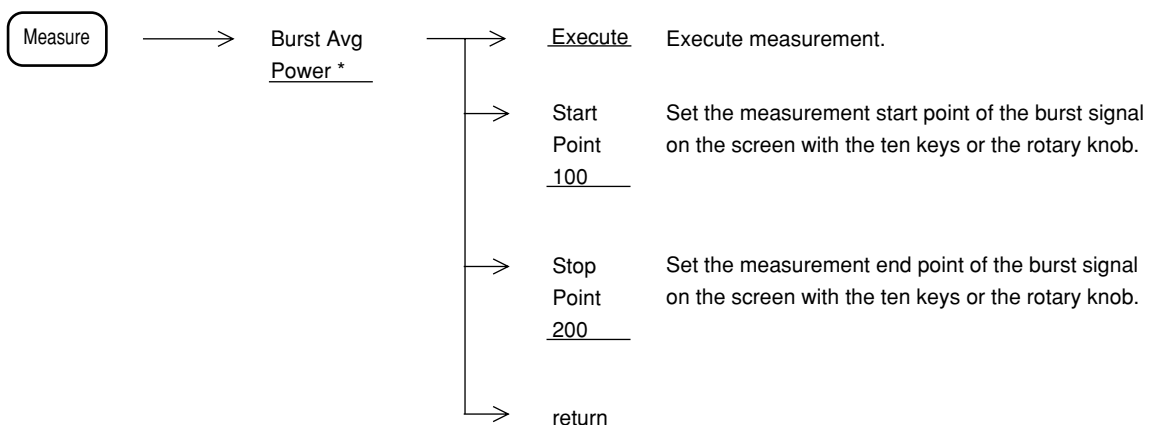 Measure
Burst Avg
Power *
Execute
Execute measurement.
Start
Point
100
Set the measurement start point of the burst signal
on the screen with the ten keys or the rotary knob.
Stop
Point
200
Set the measurement end point of the burst signal
on the screen with the ten keys or the rotary knob.
return